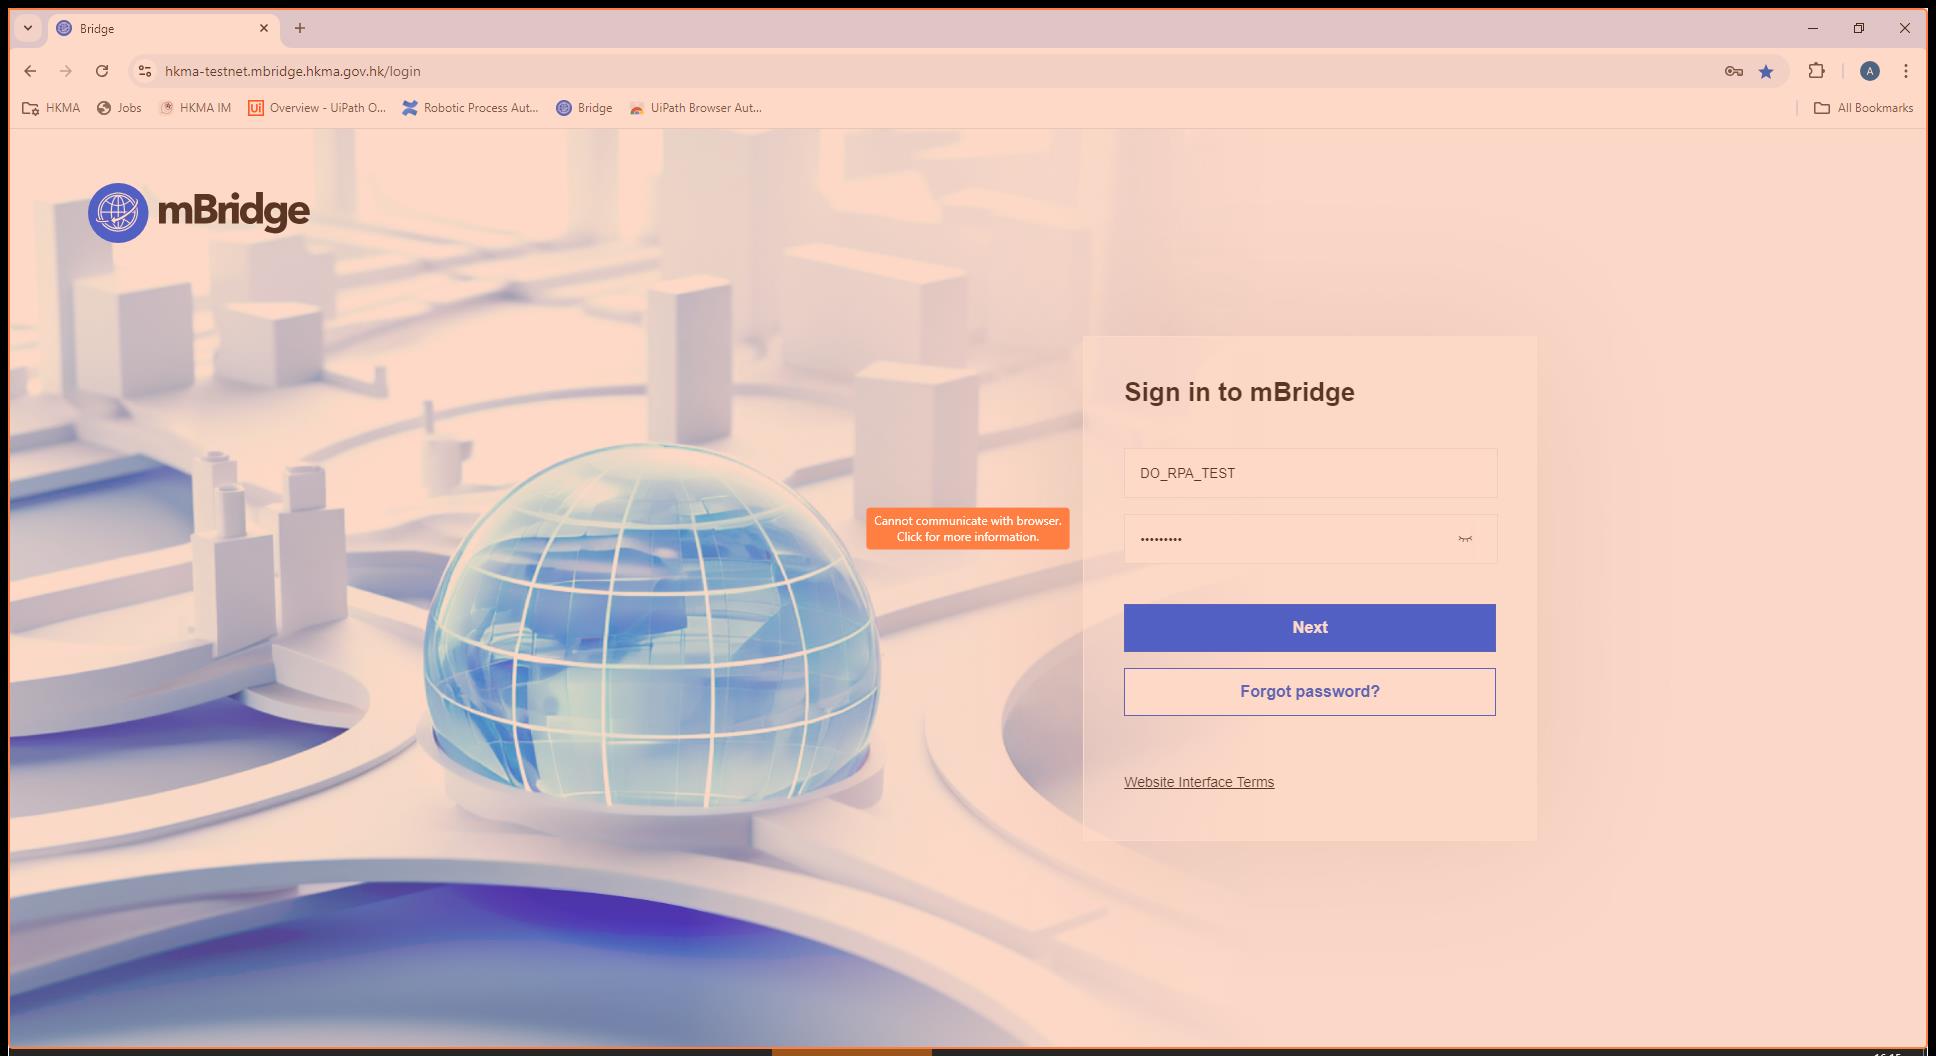 Bridge
hkma-testnet.mbridge.hkma.gov.hk/login
A
HKMA
Jobs
HKMA IM
Ui
Overview - UiPath O...
Robotic Process Aut...
Bridge
UiPath Browser Aut...
All Bookmarks
mBridge
Sign in to mBridge
DO_RPA_TEST
•••••••••
Cannot communicate with browser.
Click for more information.
Next
Forgot password?
Website Interface Terms